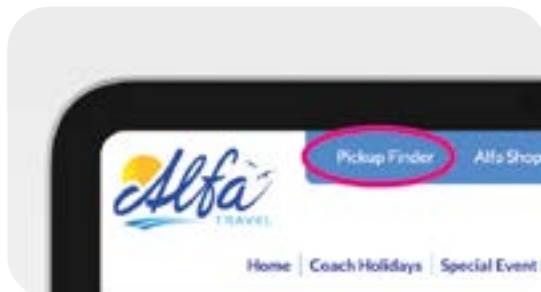 Pickup Finder Alfa Shop
Alfa
TRAVEL
Home Coach Holidays Special Event